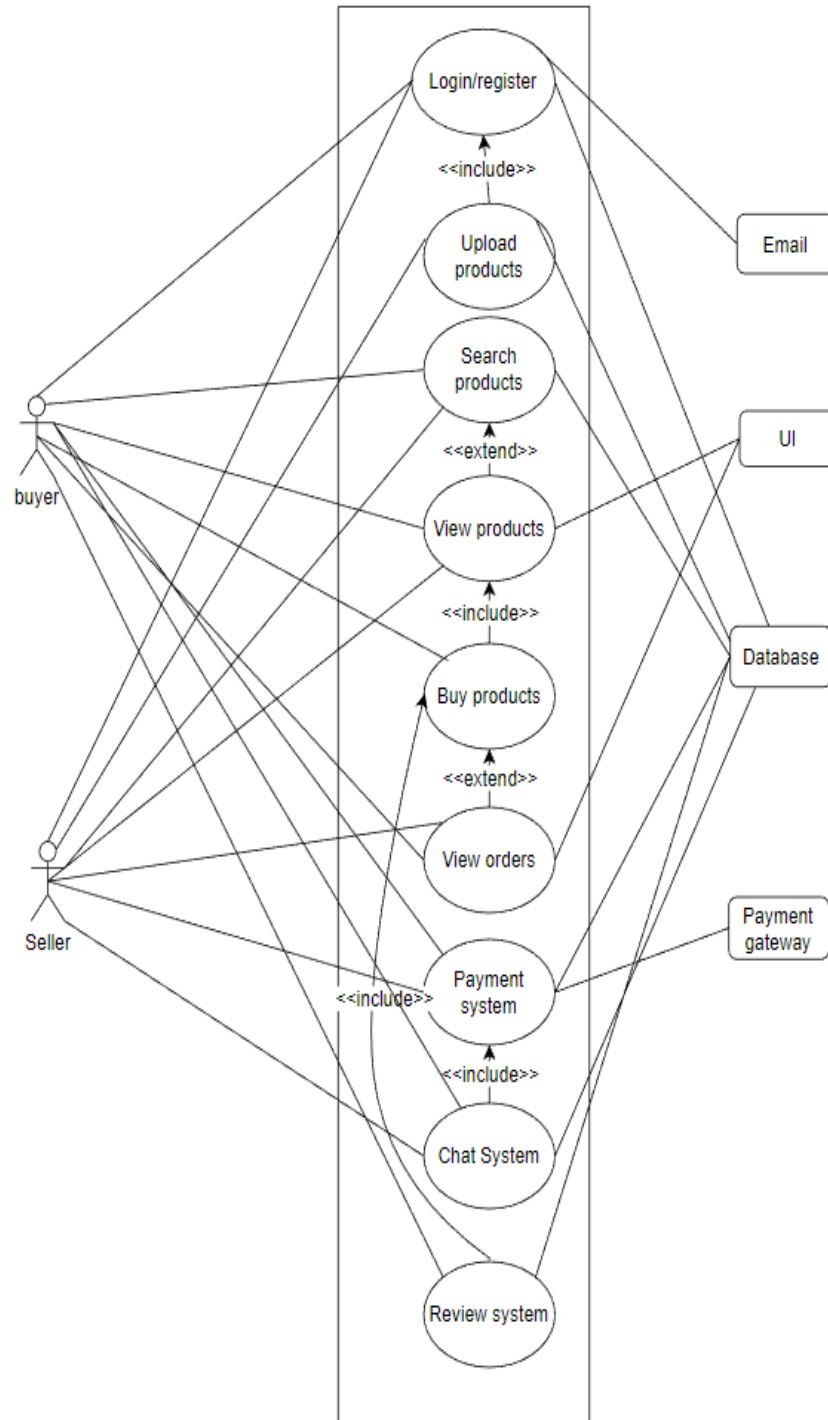 Login/register
<<include>>
Upload
products
Email
Search
products
buyer
<<extend>>
UI
View products
<<include>>
Database
Buy products
<<extend>>
View orders
Seller
Payment
gateway
Payment
system
<<include>>
<<include>>
Chat System
Review system